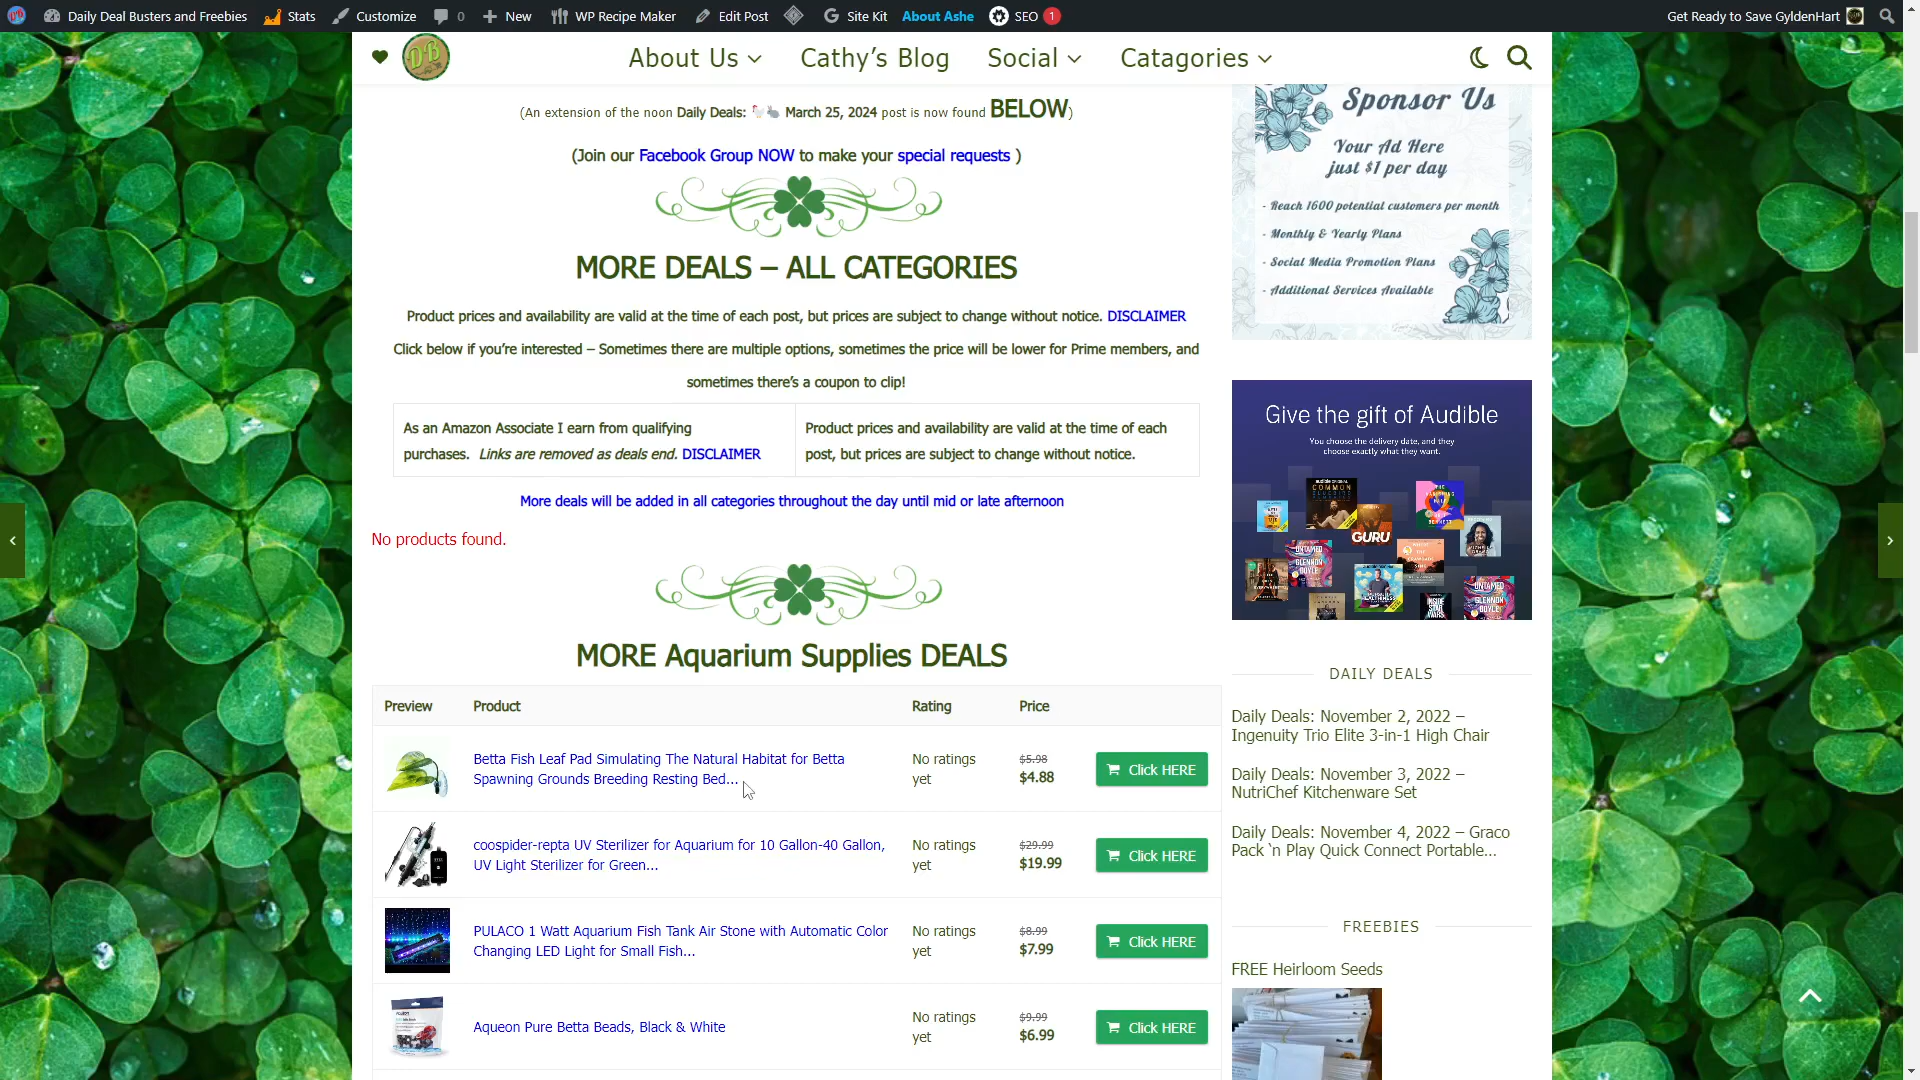 Daily Deal Busters and Freebies Stats Customize 0 New WP Recipe Maker Edit Post Site Kit About Ashe SEO 1 Get Ready to Save GyldenHart
DB About Us Cathy’s Blog Social Catagories
(An extension of the noon Daily Deals: 🐇 March 25, 2024 post is now found BELOW)
(Join our Facebook Group NOW to make your special requests )
MORE DEALS – ALL CATEGORIES
Product prices and availability are valid at the time of each post, but prices are subject to change without notice. DISCLAIMER
Click below if you’re interested – Sometimes there are multiple options, sometimes the price will be lower for Prime members, and
sometimes there’s a coupon to clip!
As an Amazon Associate I earn from qualifying
purchases. Links are removed as deals end. DISCLAIMER
Product prices and availability are valid at the time of each
post, but prices are subject to change without notice.
More deals will be added in all categories throughout the day until mid or late afternoon
No products found.
MORE Aquarium Supplies DEALS
Preview Product Rating Price
Betta Fish Leaf Pad Simulating The Natural Habitat for Betta
Spawning Grounds Breeding Resting Bed...
No ratings
yet
$5.98
$4.88
Click HERE
coospider-repta UV Sterilizer for Aquarium for 10 Gallon-40 Gallon,
UV Light Sterilizer for Green...
No ratings
yet
$29.99
$19.99
Click HERE
PULACO 1 Watt Aquarium Fish Tank Air Stone with Automatic Color
Changing LED Light for Small Fish...
No ratings
yet
$8.99
$7.99
Click HERE
Aqueon Pure Betta Beads, Black & White
No ratings
yet
$9.99
$6.99
Click HERE
Sponsor Us
Your Ad Here
just $1 per day
- Reach 1600 potential customers per month
- Monthly & Yearly Plans
- Social Media Promotion Plans
- Additional Services Available
Give the gift of Audible
You choose the delivery date, and they
choose exactly what they want.
COMMON
GURU
UNTAMED
GLENNON
DOYLE
UNTAMED
GLENNON
DOYLE
INSIDE
STAR
WARS
DAILY DEALS
Daily Deals: November 2, 2022 –
Ingenuity Trio Elite 3-in-1 High Chair
Daily Deals: November 3, 2022 –
NutriChef Kitchenware Set
Daily Deals: November 4, 2022 – Graco
Pack ‘n Play Quick Connect Portable...
FREEBIES
FREE Heirloom Seeds